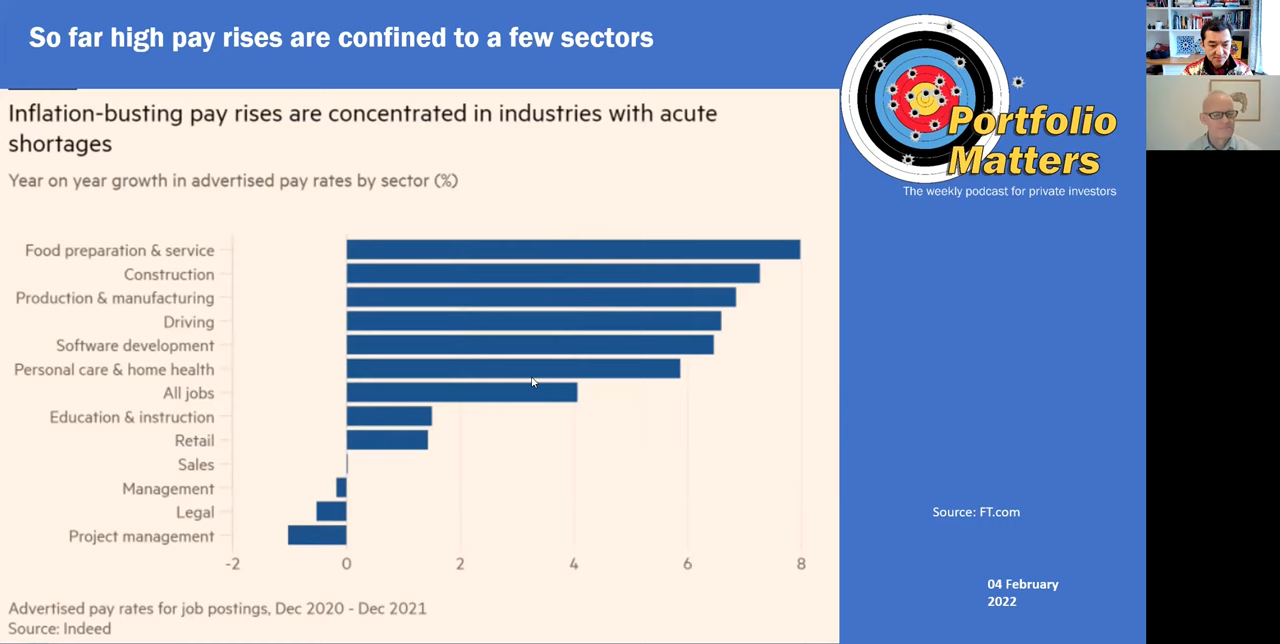 So far high pay rises are confined to a few sectors
Inflation-busting pay rises are concentrated in industries with acute
shortages
Year on year growth in advertised pay rates by sector (%)
Food preparation & service
Construction
Production & manufacturing
Driving
Software development
Personal care & home health
All jobs
Education & instruction
Retail
Sales
Management
Legal
Project management
-2 0 2 4 6 8
Advertised pay rates for job postings, Dec 2020 - Dec 2021
Source: Indeed
Portfolio
Matters
The weekly podcast for private investors
Source: FT.com
04 February
2022